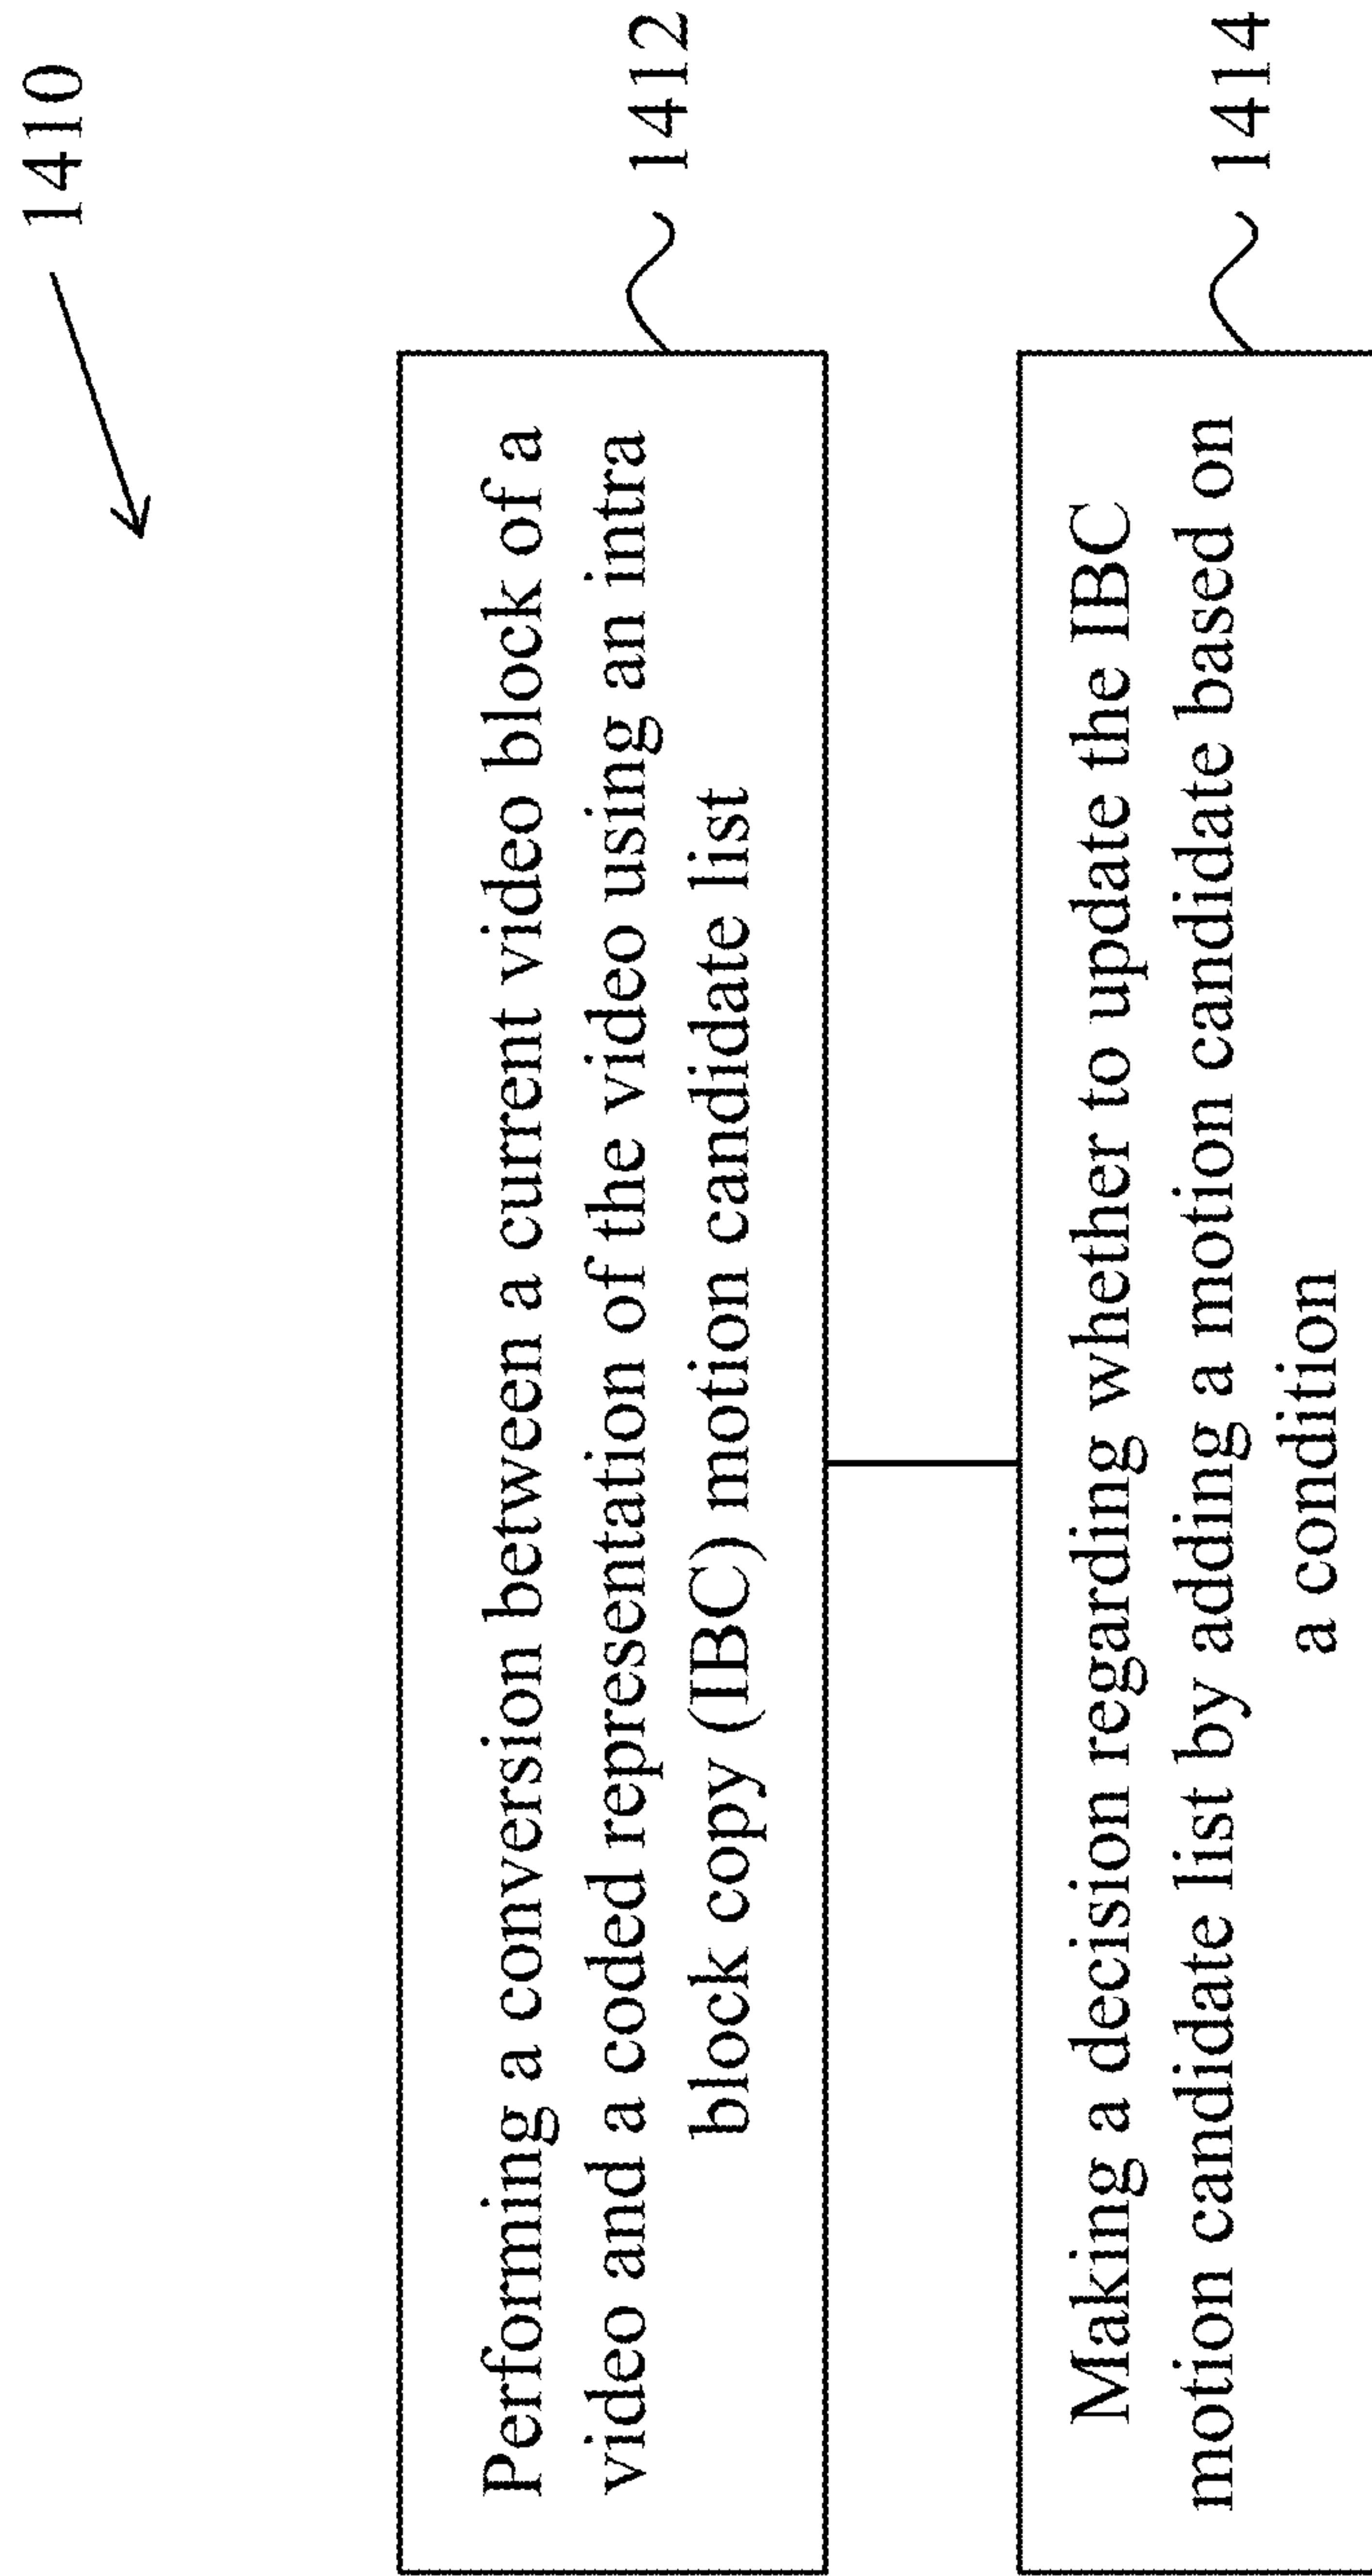 1410
Performing a conversion between a current video block of a
video and a coded representation of the video using an intra
block copy (IBC) motion candidate list
1412
Making a decision regarding whether to update the IBC
motion candidate list by adding a motion candidate based on
a condition
1414